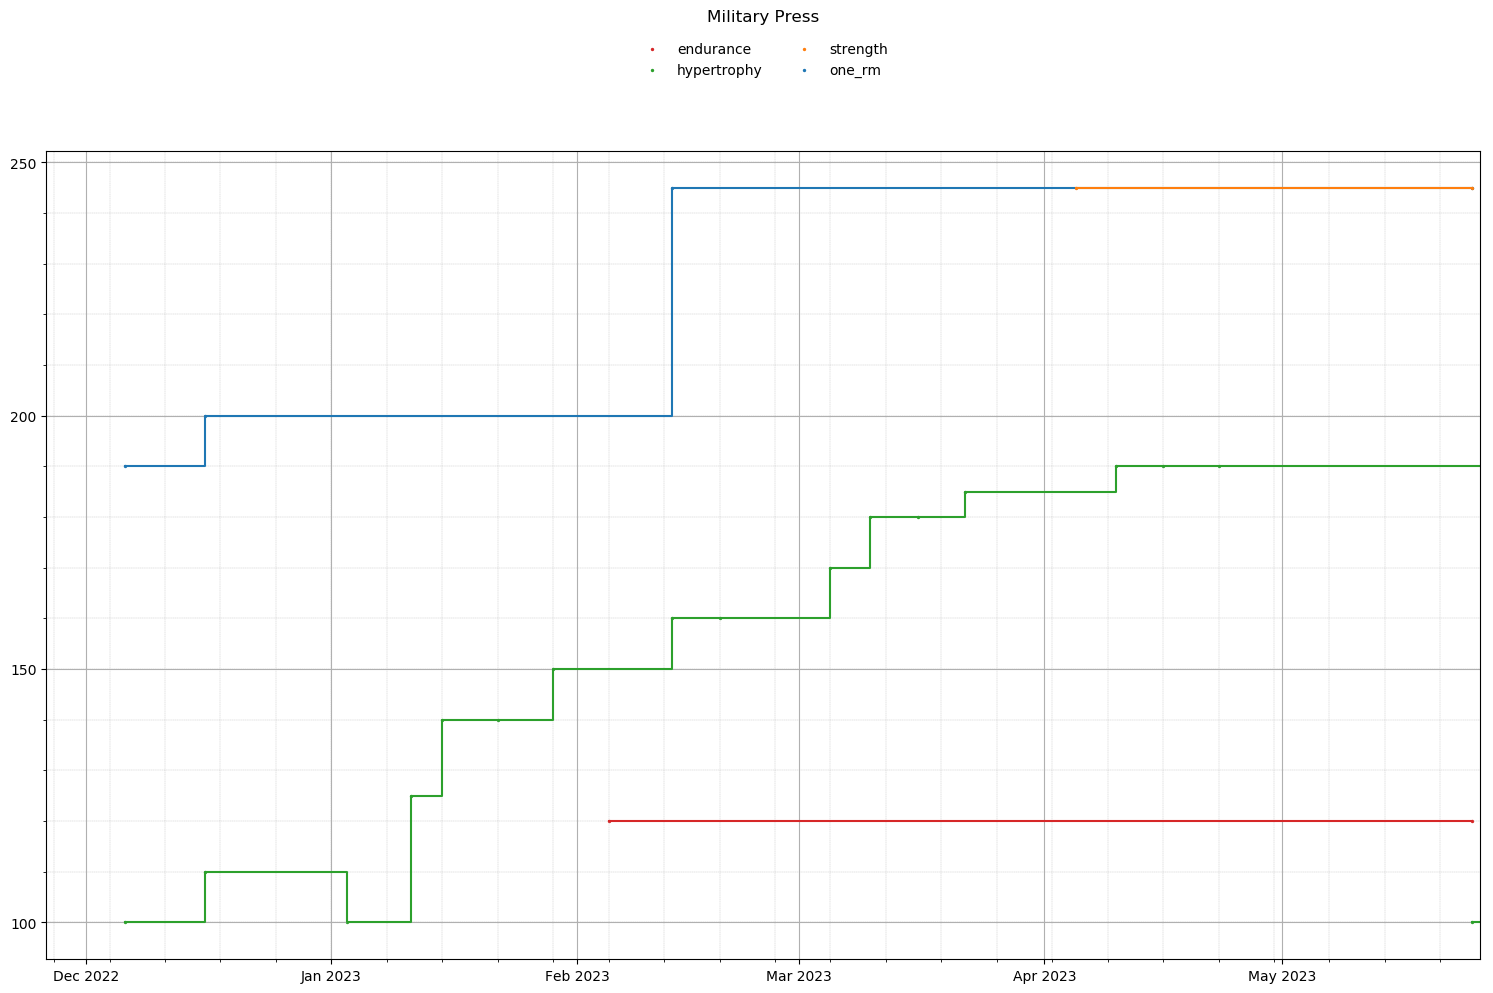 Military Press
endurance strength
hypertrophy one_rm
250
200
150
100
Dec 2022 Jan 2023 Feb 2023 Mar 2023 Apr 2023 May 2023